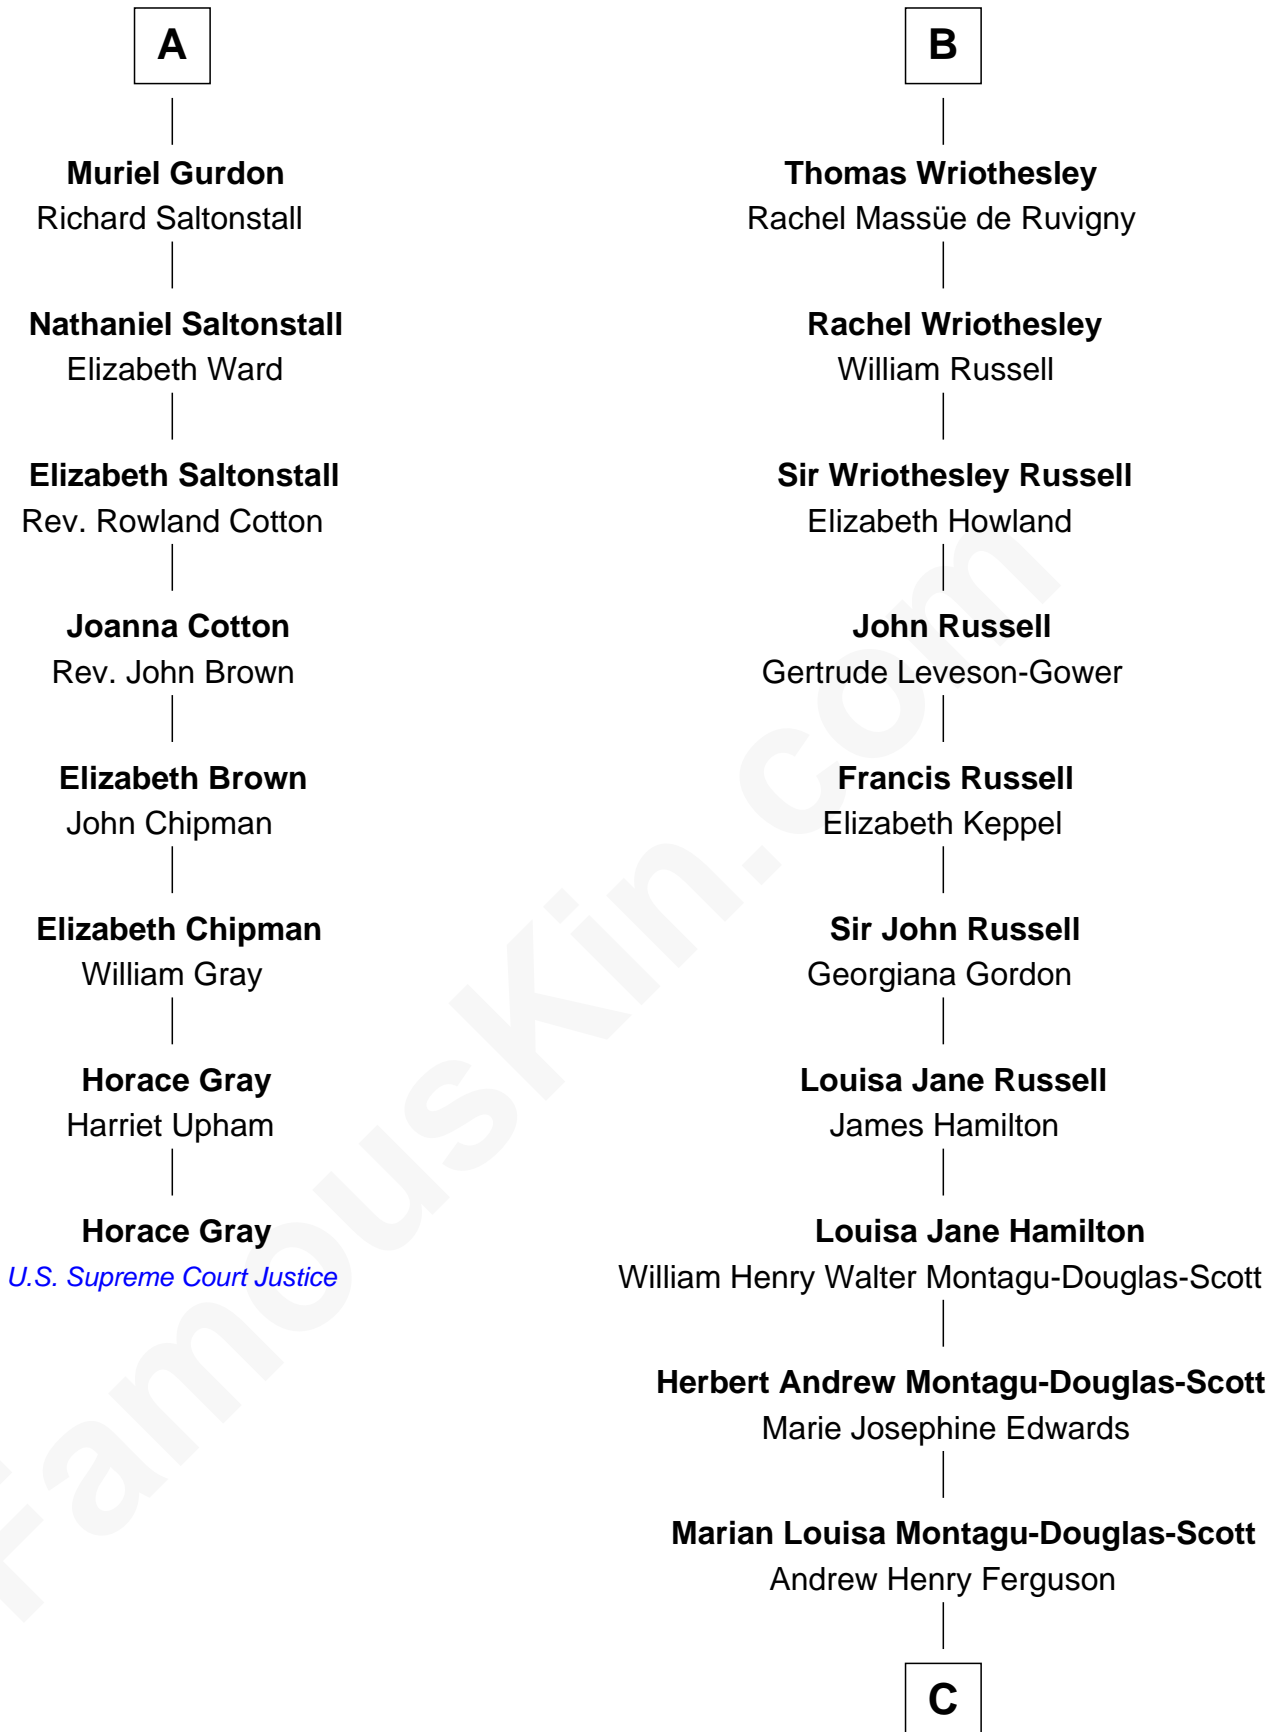 A
Muriel Gurdon
Richard Saltonstall
Nathaniel Saltonstall
Elizabeth Ward
Elizabeth Saltonstall
Rev. Rowland Cotton
Joanna Cotton
Rev. John Brown
Elizabeth Brown
John Chipman
Elizabeth Chipman
William Gray
Horace Gray
Harriet Upham
Horace Gray
U.S. Supreme Court Justice
B
Thomas Wriothesley
Rachel Massüe de Ruvigny
Rachel Wriothesley
William Russell
Sir Wriothesley Russell
Elizabeth Howland
John Russell
Gertrude Leveson-Gower
Francis Russell
Elizabeth Keppel
Sir John Russell
Georgiana Gordon
Louisa Jane Russell
James Hamilton
Louisa Jane Hamilton
William Henry Walter Montagu-Douglas-Scott
Herbert Andrew Montagu-Douglas-Scott
Marie Josephine Edwards
Marian Louisa Montagu-Douglas-Scott
Andrew Henry Ferguson
C
FamousKin.com